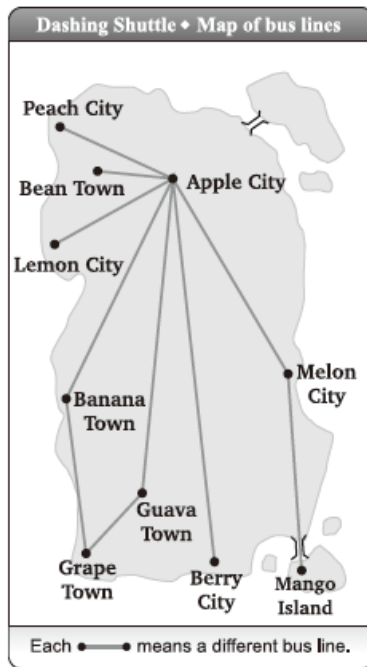 Dashing Shuttle ◆ Map of bus lines
Peach City
Bean Town
Apple City
Lemon City
Melon
City
Banana
Town
Guava
Town
Grape
Town
Berry
City
Mango
Island
Each means a different bus line.